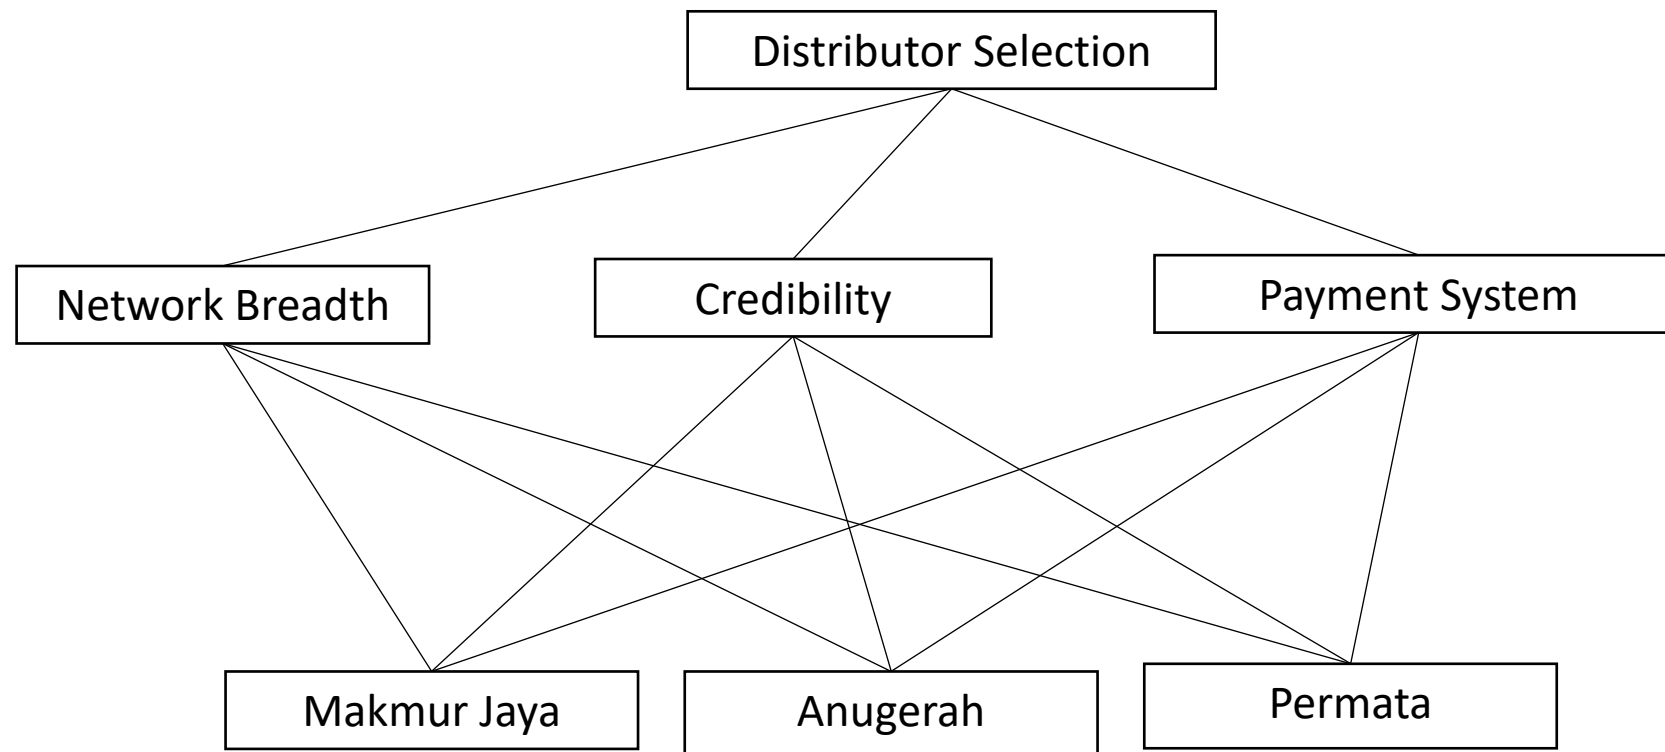 Distributor Selection
Network Breadth
Credibility
Payment System
Makmur Jaya
Anugerah
Permata